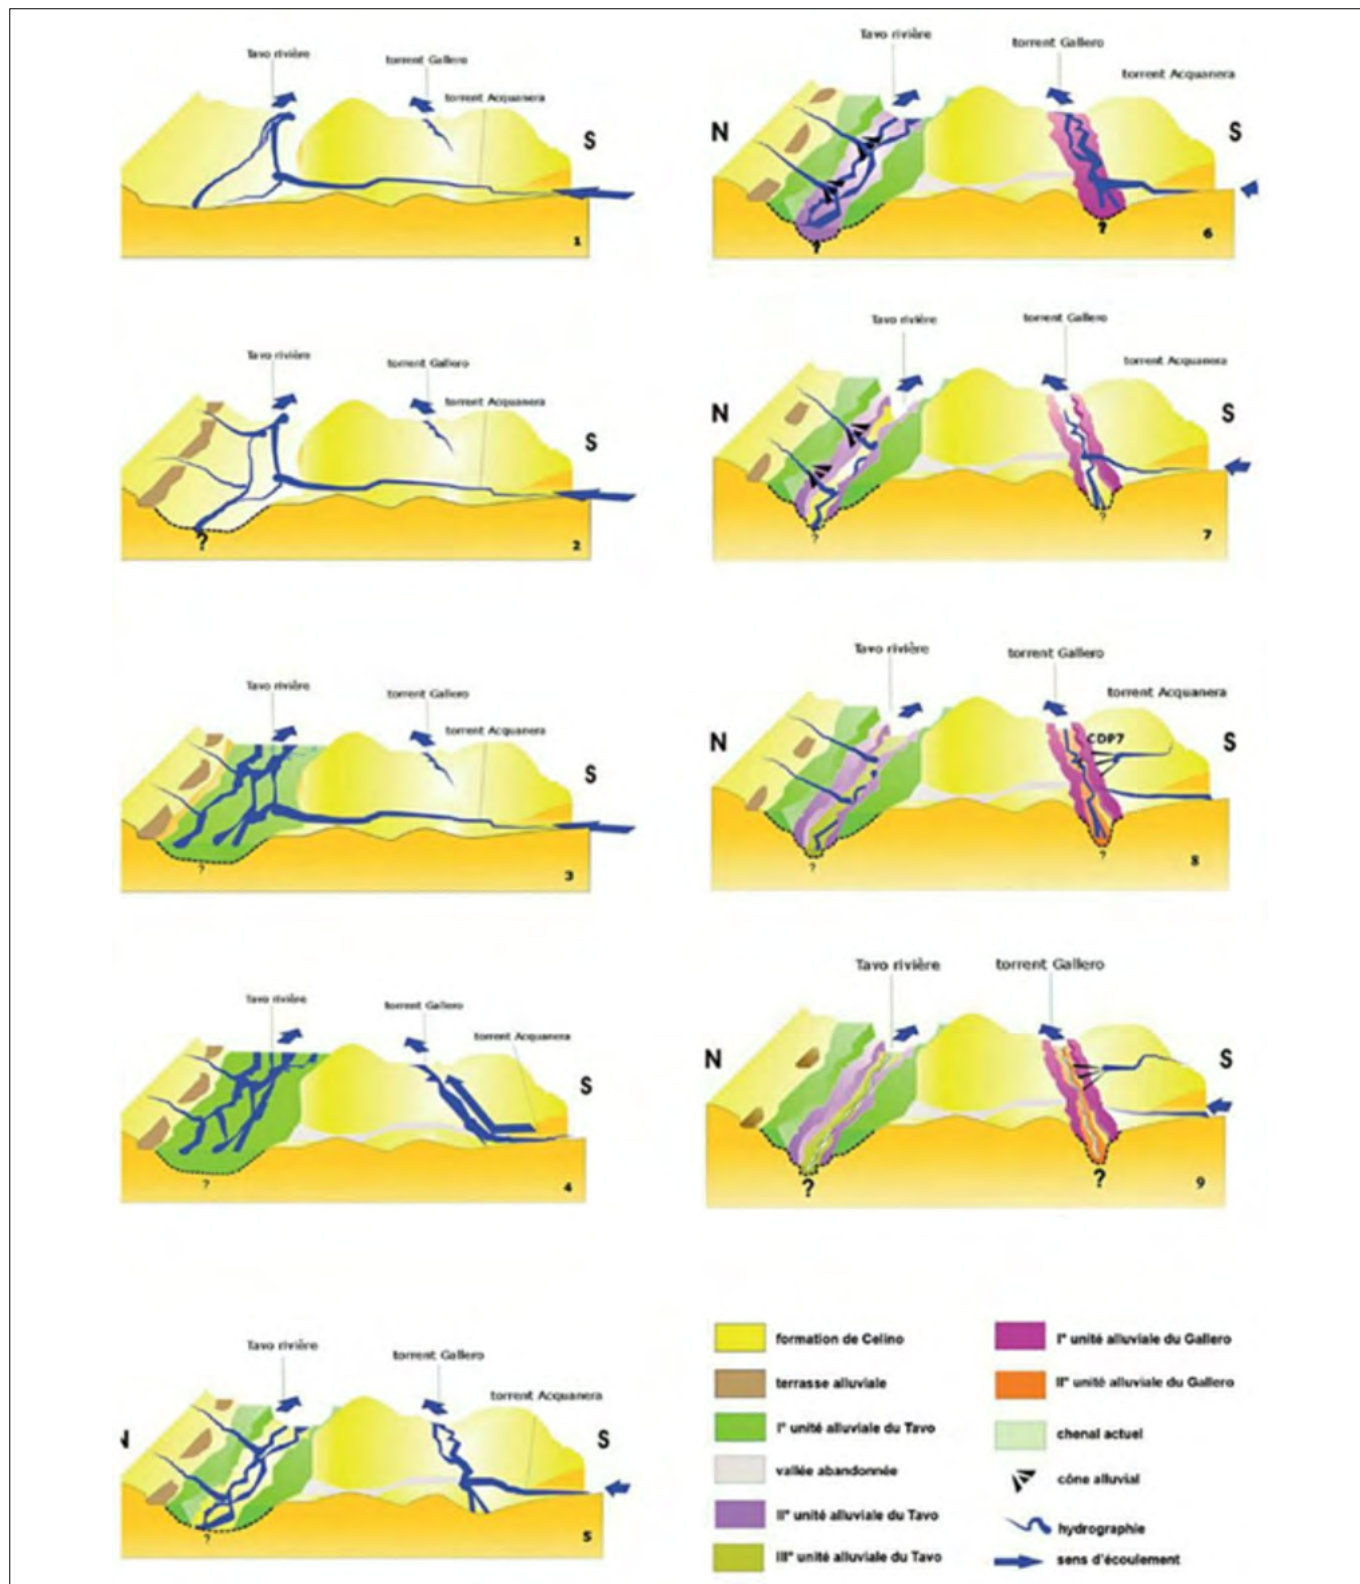 Tavo rivière
torrent Gallero
torrent Acquanera
S
1
Tavo rivière
torrent Gallero
torrent Acquanera
S
?
2
Tavo rivière
torrent Gallero
torrent Acquanera
S
?
3
Tavo rivière
torrent Gallero
torrent Acquanera
S
?
4
Tavo rivière
torrent Gallero
torrent Acquanera
N
S
?
5
Tavo rivière
torrent Gallero
torrent Acquanera
N
S
?
?
6
Tavo rivière
torrent Gallero
torrent Acquanera
N
S
?
?
7
Tavo rivière
torrent Gallero
torrent Acquanera
N
CDP7
S
?
?
8
Tavo rivière
torrent Gallero
N
S
?
?
9
formation de Celino
terrasse alluviale
I° unité alluviale du Tavo
vallée abandonnée
II° unité alluviale du Tavo
III° unité alluviale du Tavo
I° unité alluviale du Gallero
II° unité alluviale du Gallero
chenal actuel
cône alluvial
hydrographie
sens d'écoulement